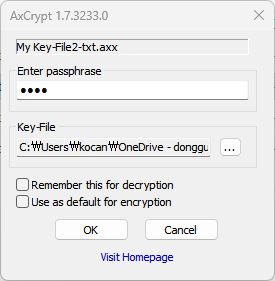 AxCrypt 1.7.3233.0
My Key-File2-txt.axx
Enter passphrase
●●●●
Key-File
C:₩Users₩kocan₩OneDrive - donggu
...
Remember this for decryption
Use as default for encryption
OK
Cancel
Visit Homepage